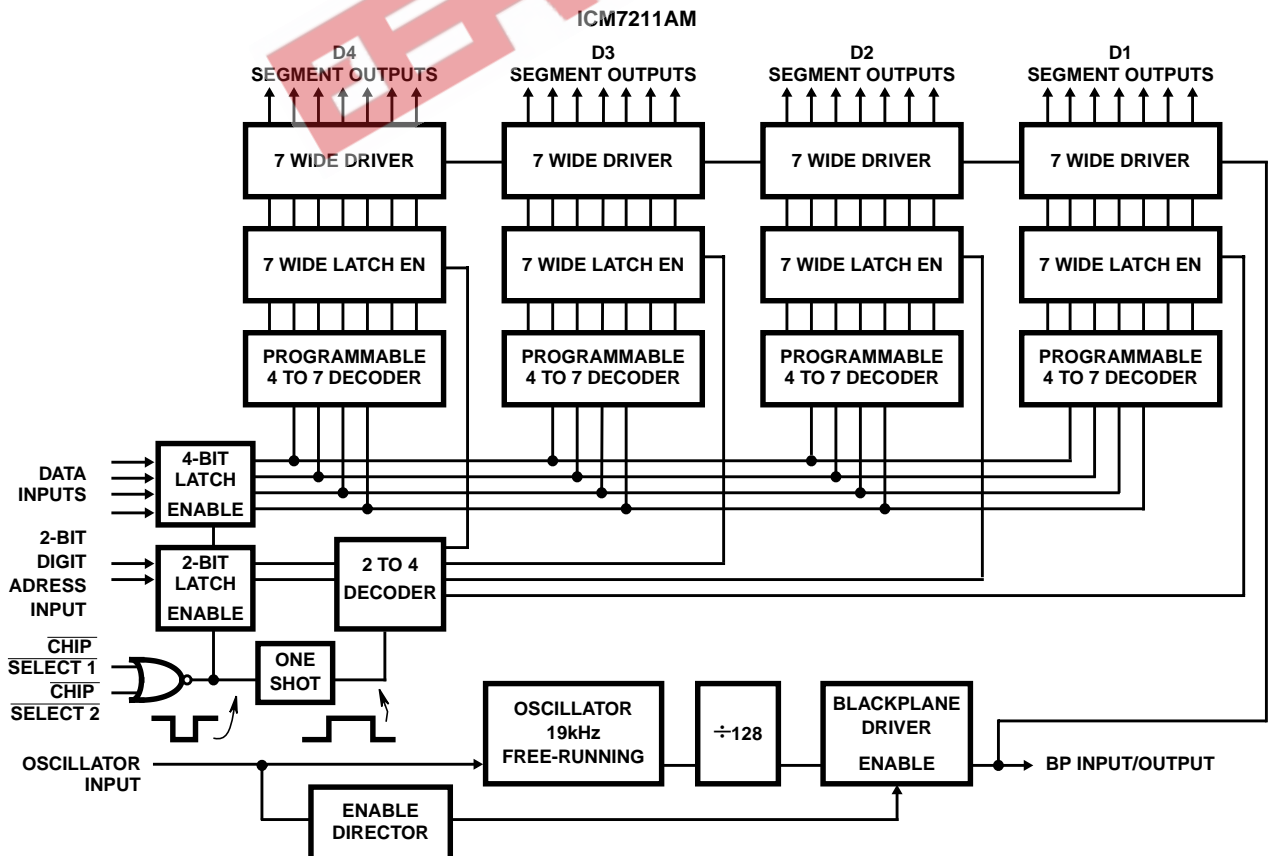 ICM7211AM
D4
SEGMENT OUTPUTS
D3
SEGMENT OUTPUTS
D2
SEGMENT OUTPUTS
D1
SEGMENT OUTPUTS
7 WIDE DRIVER
7 WIDE DRIVER
7 WIDE DRIVER
7 WIDE DRIVER
7 WIDE LATCH EN
7 WIDE LATCH EN
7 WIDE LATCH EN
7 WIDE LATCH EN
PROGRAMMABLE
4 TO 7 DECODER
PROGRAMMABLE
4 TO 7 DECODER
PROGRAMMABLE
4 TO 7 DECODER
PROGRAMMABLE
4 TO 7 DECODER
DATA
INPUTS
4-BIT
LATCH
ENABLE
2-BIT
DIGIT
ADRESS
INPUT
2-BIT
LATCH
ENABLE
2 TO 4
DECODER
CHIP
SELECT 1
CHIP
SELECT 2
ONE
SHOT
OSCILLATOR
INPUT
OSCILLATOR
19kHz
FREE-RUNNING
÷128
BLACKPLANE
DRIVER
ENABLE
BP INPUT/OUTPUT
ENABLE
DIRECTOR